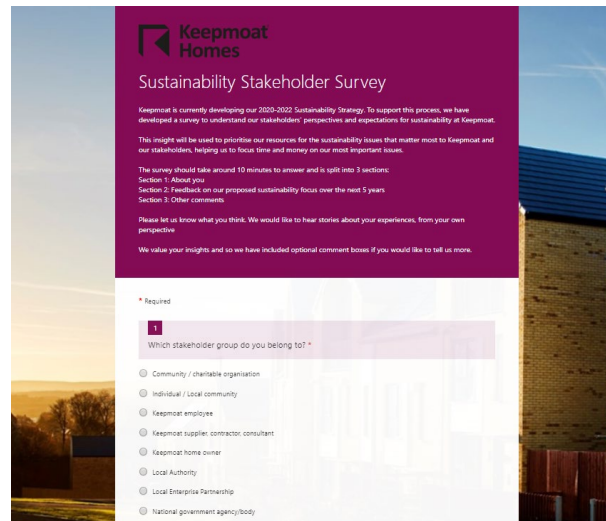 Keepmoat
Homes
Sustainability Stakeholder Survey
Keepmoat is currently developing our 2020-2022 Sustainability Strategy. To support this process, we have
developed a survey to understand our stakeholders' perspectives and expectations for sustainability at Keepmoat.
This insight will be used to prioritise our resources for the sustainability issues that matter most to Keepmoat and
our stakeholders, helping us to focus time and money on our most important issues.
The survey should take around 10 minutes to answer and is split into 3 sections:
Section 1: About you
Section 2: Feedback on our proposed sustainability focus over the next 5 years
Section 3: Other comments
Please let us know what you think. We would like to hear stories about your experiences, from your own
perspective
We value your insights and so we have included optional comment boxes if you would like to tell us more.
* Required
1
Which stakeholder group do you belong to? *
Community / charitable organisation
Individual / Local community
Keepmoat employee
Keepmoat supplier, contractor, consultant
Keepmoat home owner
Local Authority
Local Enterprise Partnership
National government agency/body